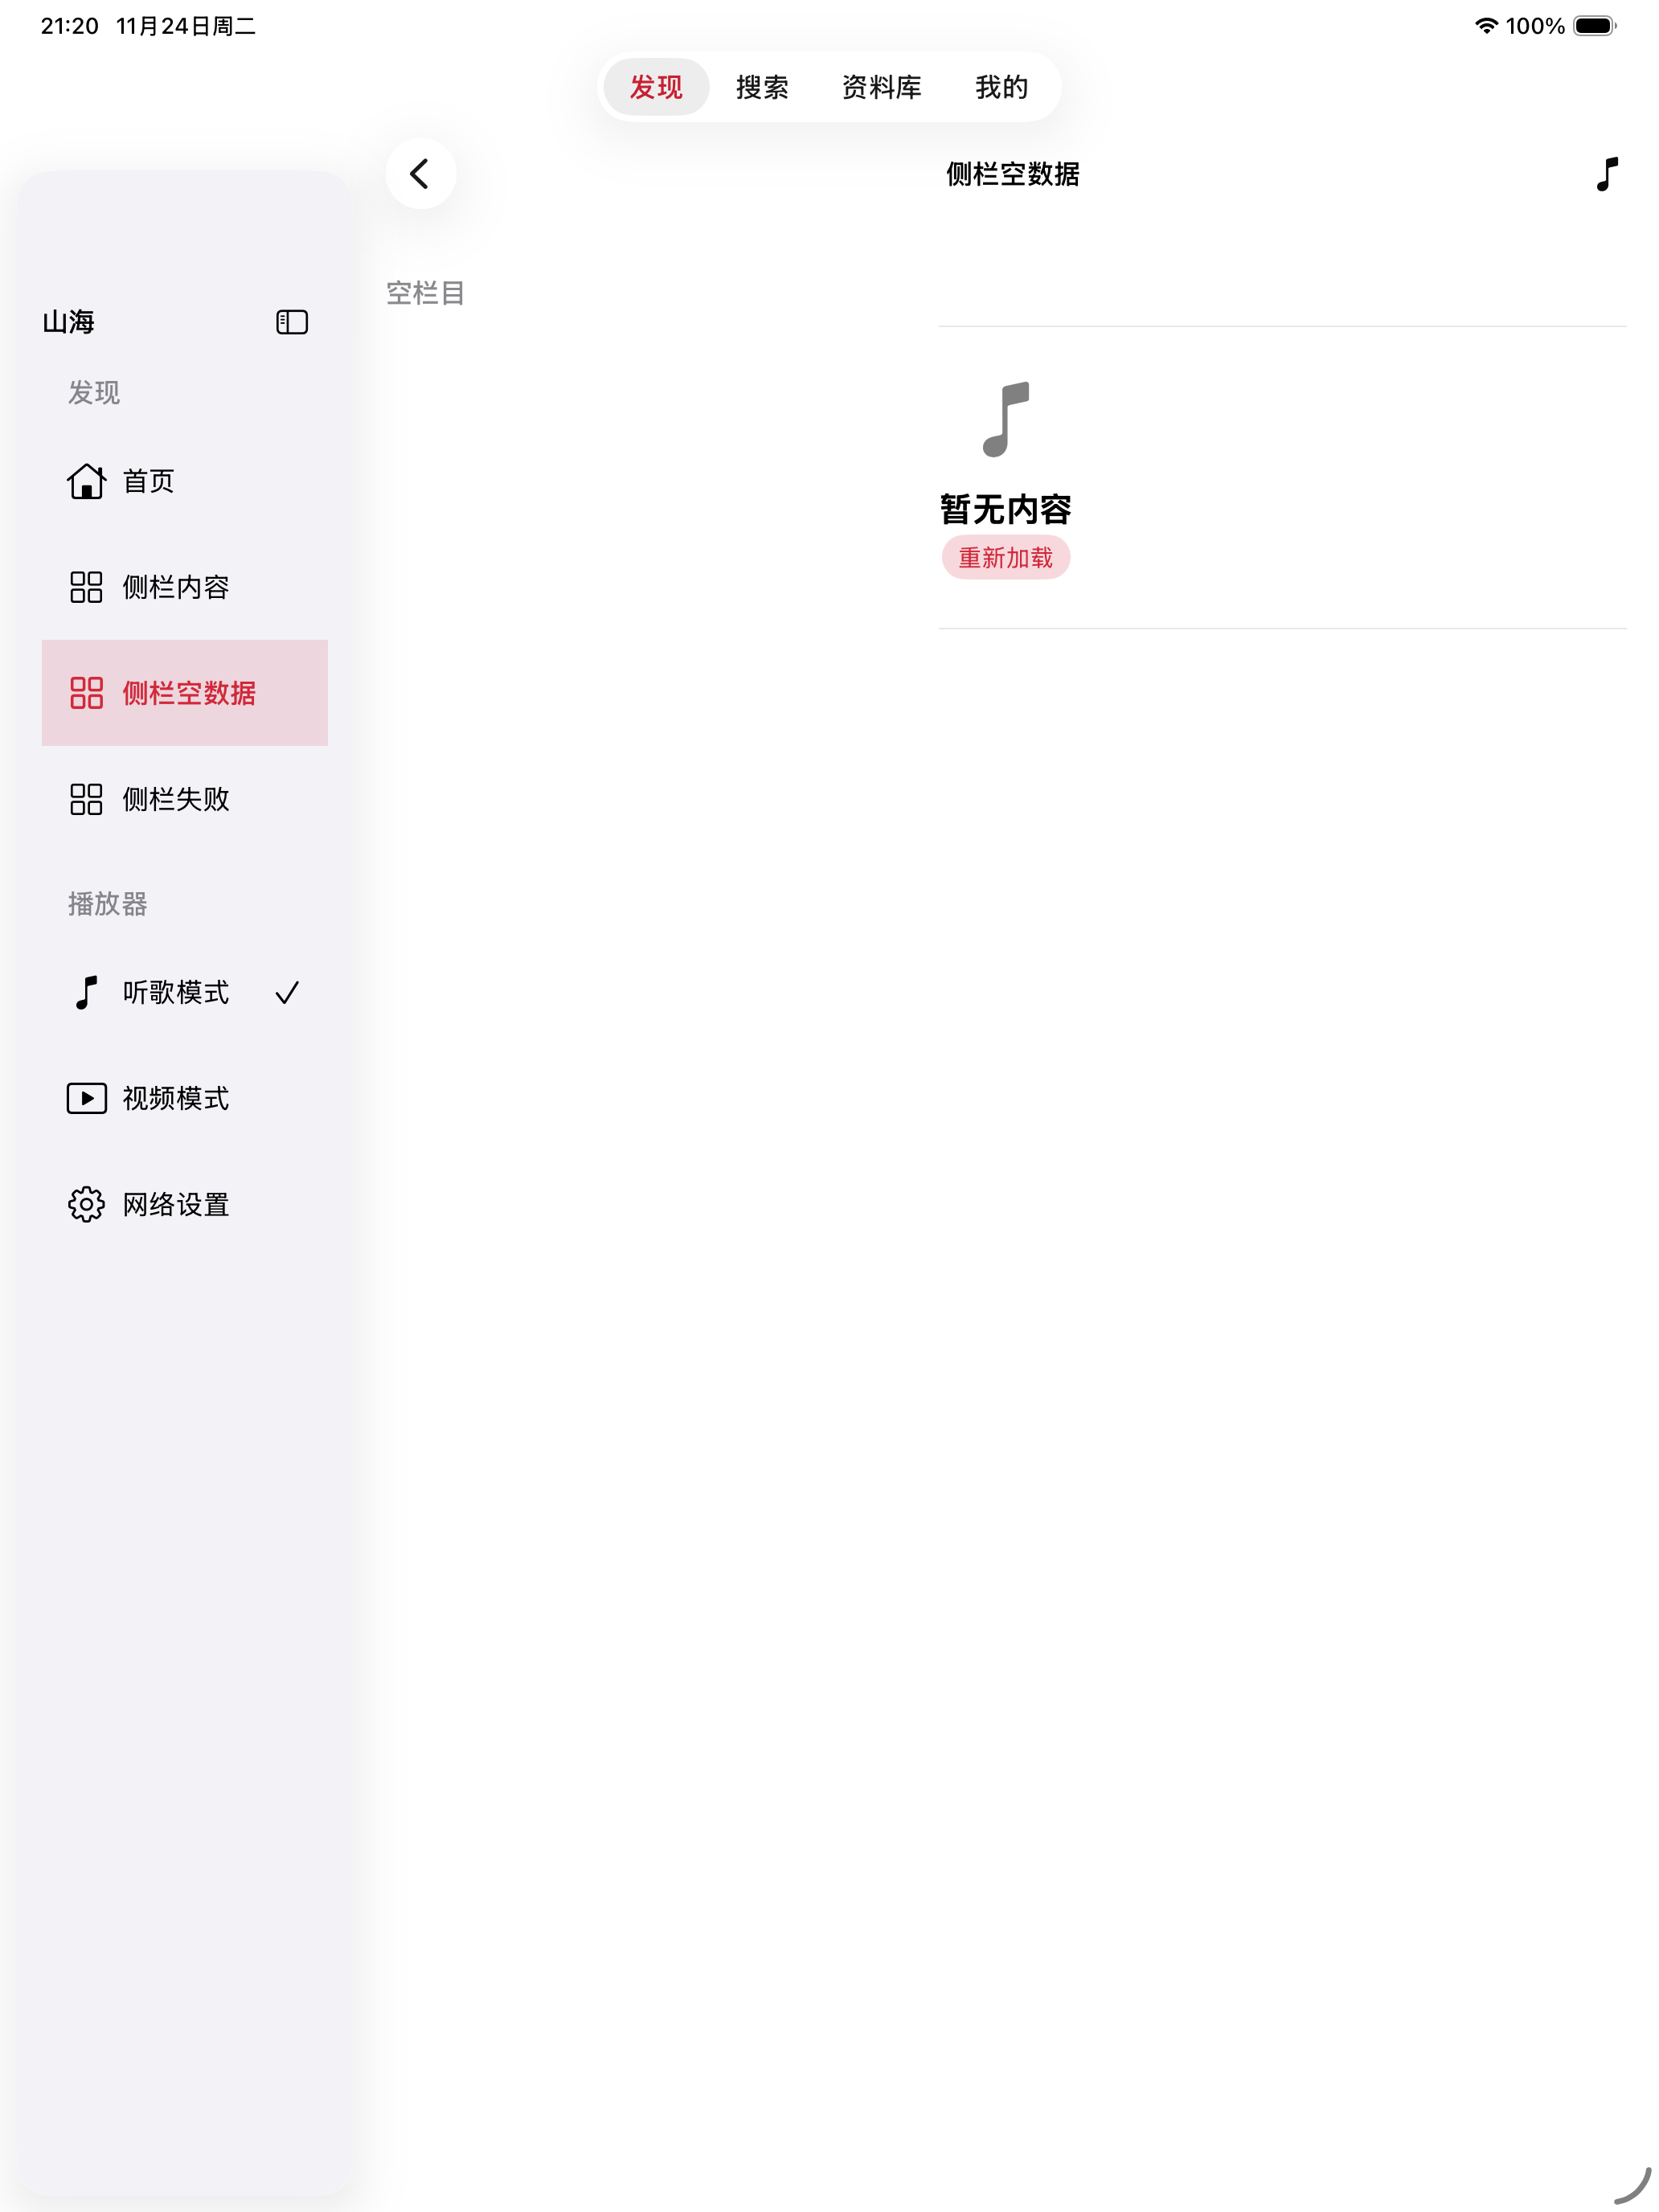 21:20 11月24日周二
100%
发现 搜索 资料库 我的
侧栏空数据
空栏目
山海
发现
首页
侧栏内容
侧栏空数据
侧栏失败
播放器
听歌模式
视频模式
网络设置
暂无内容
重新加载